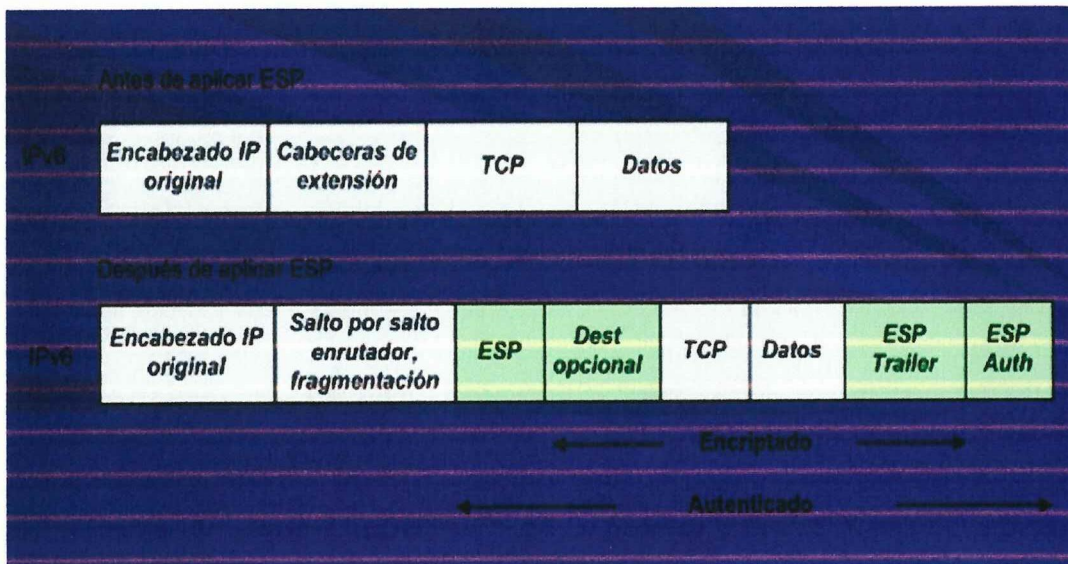 Antes de aplicar ESP
IPv6
Encabezado IP
original
Cabeceras de
extensión
TCP
Datos
Después de aplicar ESP
IPv6
Encabezado IP
original
Salto por salto
enrutador,
fragmentación
ESP
Dest
opcional
TCP
Datos
ESP
Trailer
ESP
Auth
Encriptado
Autenticado